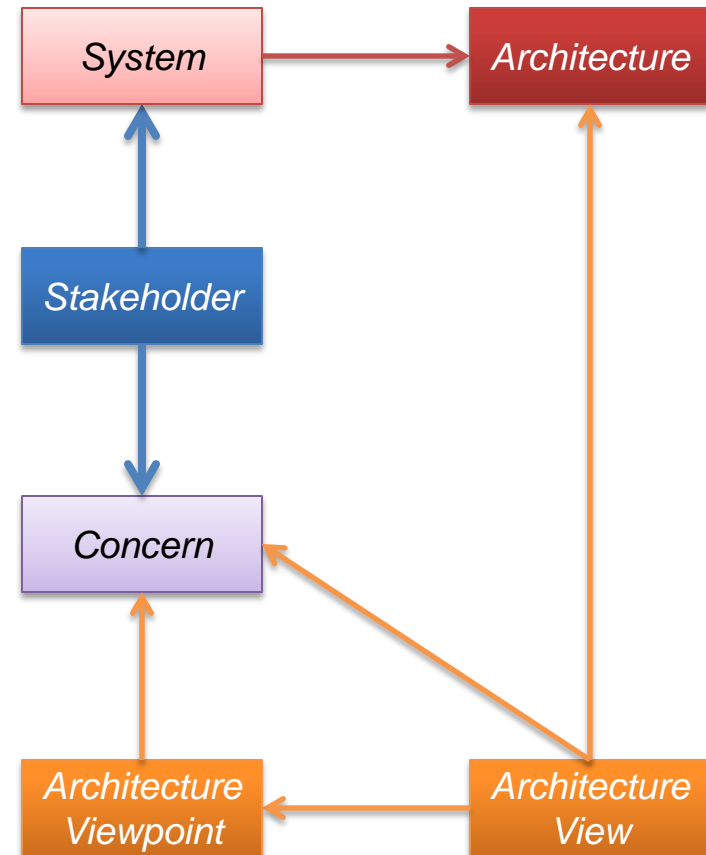 System
Architecture
Stakeholder
Concern
Architecture
Viewpoint
Architecture
View